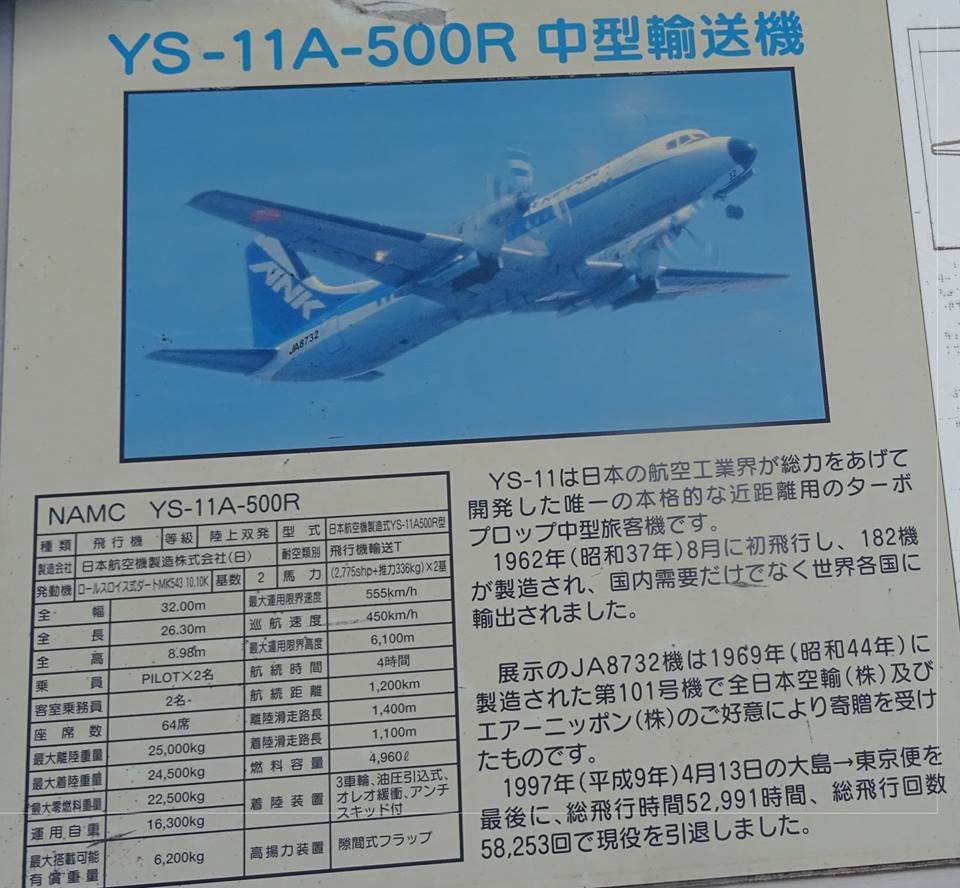 YS-11A-500R 中型輸送機
ANK
JA8732
NAMC YS-11A-500R
種類 飛行機 等級 陸上双発 型式 日本航空機製造式YS-11A500R型
製造会社 日本航空機製造株式会社(日) 耐空類別 飛行機輸送T
発動機 ロールスロイス式ダートMK543 10,10K 基数 2 馬力 (2,775shp+推力336kg)×2基
全幅 32.00m 最大運用限界速度 555km/h
全長 26.30m 巡航速度 450km/h
全高 8.98m 最大運用限界高度 6,100m
乗員 PILOT×2名 航続時間 4時間
客室乗務員 2名 航続距離 1,200km
座席数 64席 離陸滑走路長 1,400m
最大離陸重量 25,000kg 着陸滑走路長 1,100m
最大着陸重量 24,500kg 燃料容量 4,960ℓ
最大零燃料重量 22,500kg 着陸装置 3車輪、油圧引込式、
オレオ緩衝、アンチ
スキッド付
運用自重 16,300kg
最大搭載可能
有償重量 6,200kg 高揚力装置 隙間式フラップ
YS-11は日本の航空工業界が総力をあげて
開発した唯一の本格的な近距離用のターボ
プロップ中型旅客機です。
1962年(昭和37年)8月に初飛行し、182機
が製造され、国内需要だけでなく世界各国に
輸出されました。
展示のJA8732機は1969年(昭和44年)に
製造された第101号機で全日本空輸(株)及び
エアーニッポン(株)のご好意により寄贈を受け
たものです。
1997年(平成9年)4月13日の大島→東京便を
最後に、総飛行時間52,991時間、総飛行回数
58,253回で現役を引退しました。